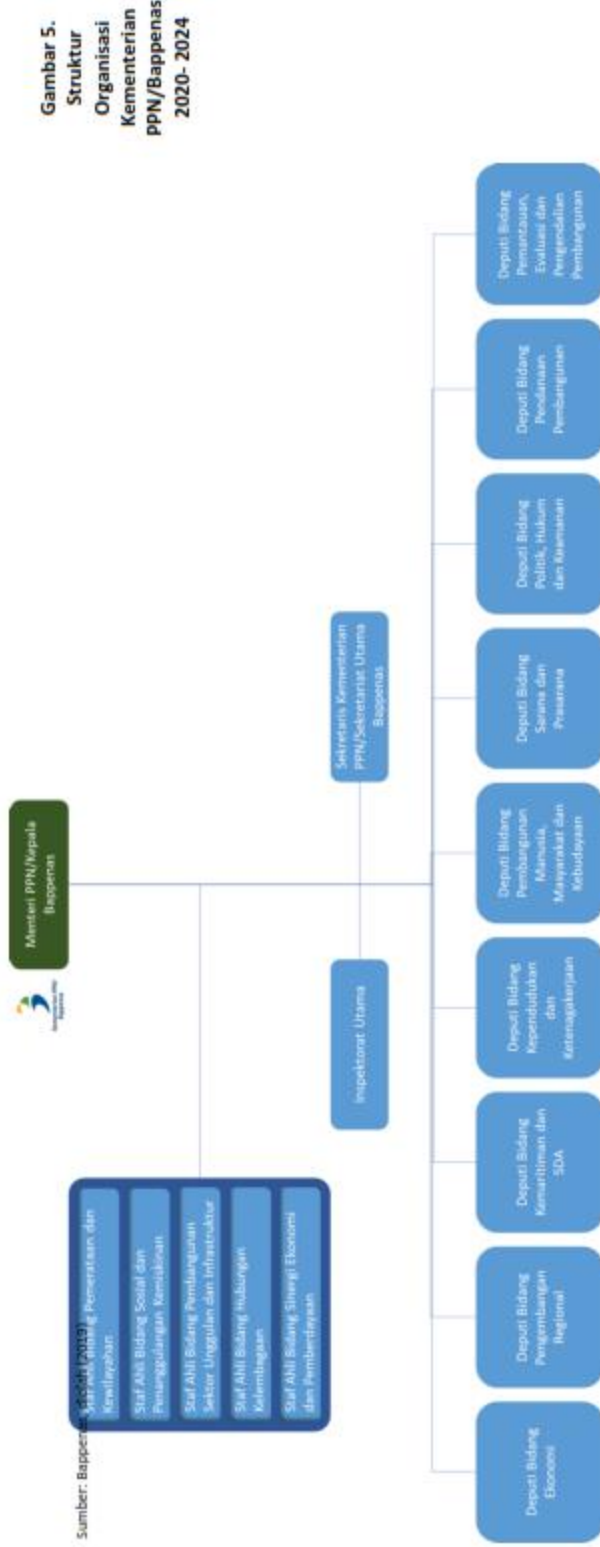 Gambar 5.
Struktur
Organisasi
Kementerian
PPN/Bappenas
2020- 2024
Menteri PPN/Kepala
Bappenas
Pemerataan dan
Kewilayahan
Staf Ahli Bidang Sosial dan
Penanggulangan Kemiskinan
Staf Ahli Bidang Pembangunan
Sektor Unggulan dan Infrastruktur
Staf Ahli Bidang Hubungan
Kelembagaan
Staf Ahli Bidang Sinergi Ekonomi
dan Pemberdayaan
Inspektorat Utama
Sekretaris Kementerian
PPN/Sekretariat Utama
Bappenas
Deputi Bidang
Ekonomi
Deputi Bidang
Pengembangan
Regional
Deputi Bidang
Kemaritiman dan
SDA
Deputi Bidang
Kependudukan
dan
Ketenagakerjaan
Deputi Bidang
Pembangunan
Manusia,
Masyarakat dan
Kebudayaan
Deputi Bidang
Sarana dan
Prasarana
Deputi Bidang
Politik, Hukum
dan Keamanan
Deputi Bidang
Pendanaan
Pembangunan
Deputi Bidang
Pemantauan,
Evaluasi dan
Pengendalian
Pembangunan
Sumber: Bappenas, diolah (2019)